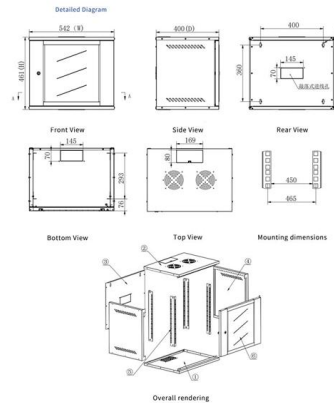 Detailed Diagram
542 (W)
400(D)
400
461(H)
360
145
70
A
A
Front View
Side View
Rear View
145
70
293
76
169
80
450
465
Bottom View
Top View
Mounting dimensions
②
③
④
⑤
⑥
①
Overall rendering